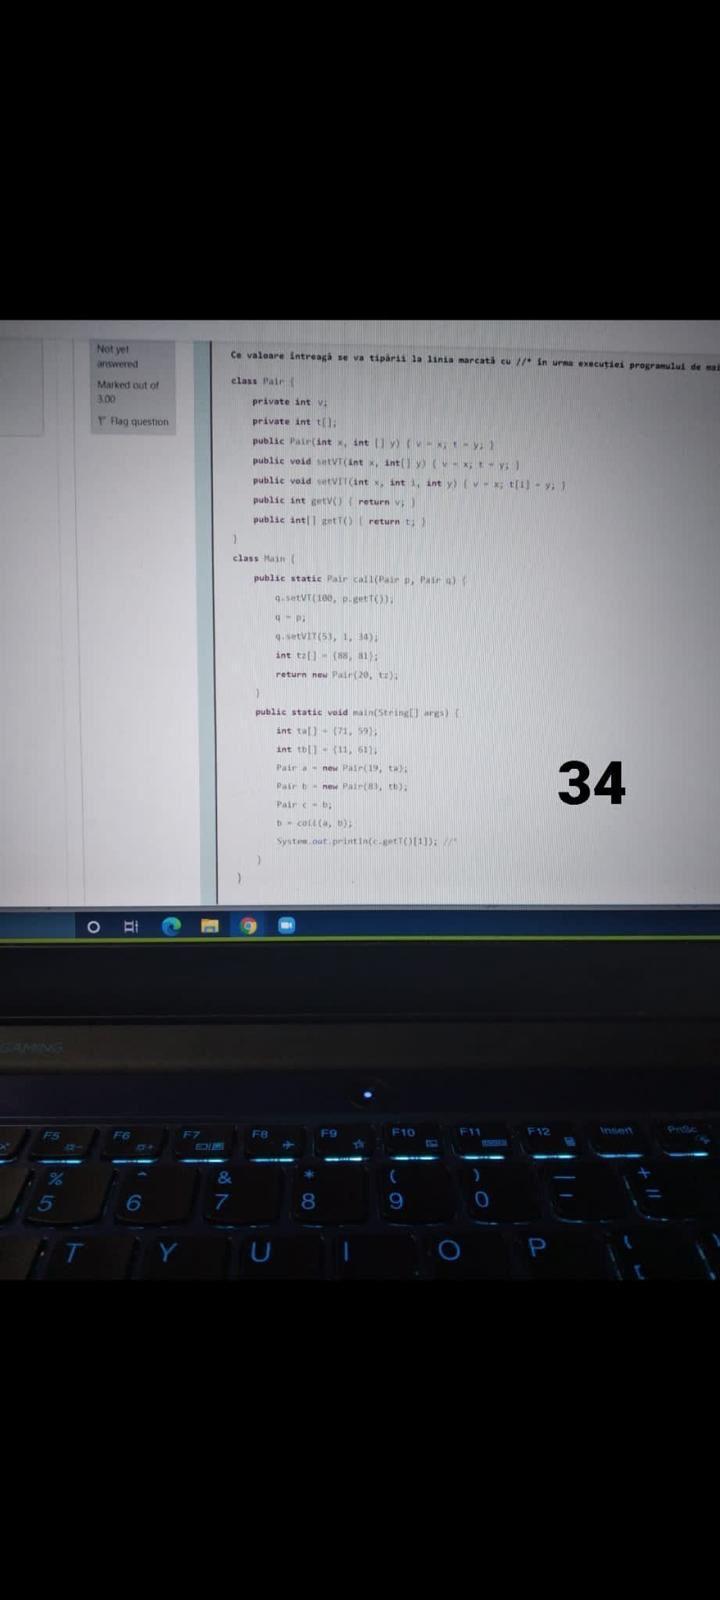 Not yet
answered
Marked out of
3.00
Flag question
Ce valoare întreagă se va tipării la linia marcată cu //* în urma execuţiei programului de mai
class Pair {
private int v;
private int t[];
public Pair(int x, int [] y) { v = x; t = y; }
public void setVT(int x, int[] y) { v = x; t = y; }
public void setVIT(int x, int i, int y) { v = x; t[i] = y; }
public int getV() { return v; }
public int[] getT() { return t; }
}
class Main {
public static Pair call(Pair p, Pair q) {
q.setVT(100, p.getT());
q = p;
q.setVIT(53, 1, 34);
int tz[] = {88, 81};
return new Pair(20, tz);
}
public static void main(String[] args) {
int ta[] = {71, 59};
int tb[] = {11, 61};
Pair a = new Pair(19, ta);
Pair b = new Pair(83, tb);
Pair c = b;
b = call(a, b);
System.out.println(c.getT()[1]); //*
}
}
34
GAMING
F5 F6 F7 F8 F9 F10 F11 F12 Insert PrtSc
% ^ & * ( ) _ +
5 6 7 8 9 0 - =
T Y U I O P { [